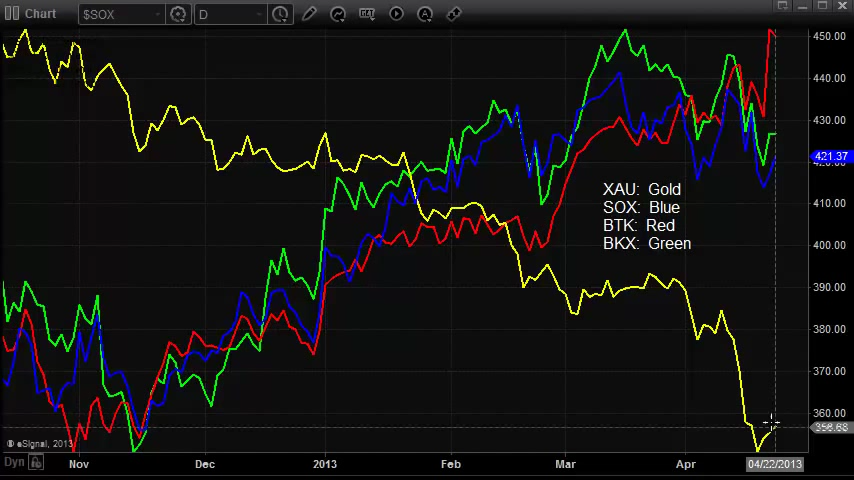 Chart
$SOX
D
450.00
440.00
430.00
421.37
420.00
410.00
400.00
390.00
380.00
370.00
360.00
XAU: Gold
SOX: Blue
BTK: Red
BKX: Green
© eSignal, 2013
Dyn
Nov
Dec
2013
Feb
Mar
Apr
04/22/2013